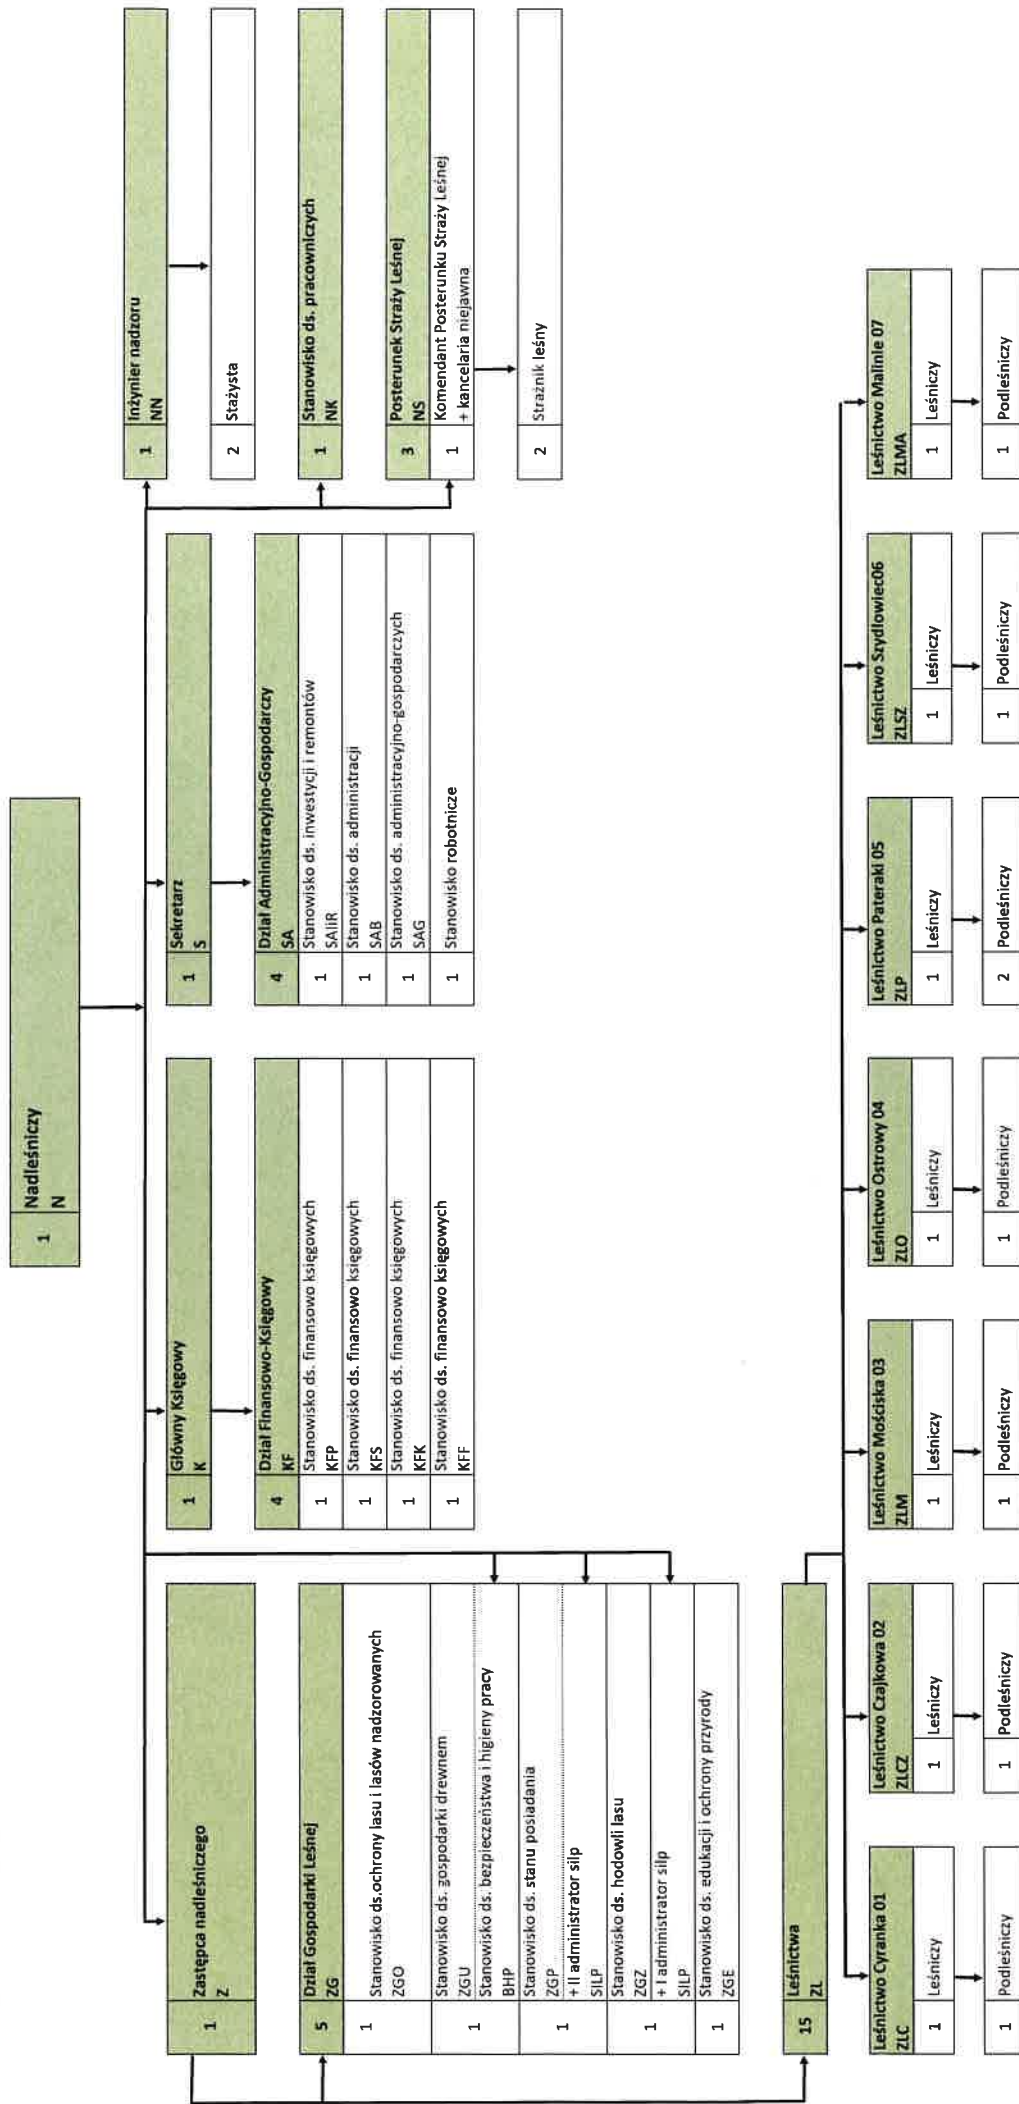 1 Nadleśniczy
N
1 Zastępca nadleśniczego
Z
1 Główny Księgowy
K
1 Sekretarz
S
1 Inżynier nadzoru
NN
2 Stażysta
1 Stanowisko ds. pracowniczych
NK
3 Posterunek Straży Leśnej
NS
1 Komendant Posterunku Straży Leśnej
+ kancelaria niejawna
2 Strażnik leśny
5 Dział Gospodarki Leśnej
ZG
1 Stanowisko ds.ochrony lasu i lasów nadzorowanych
ZGO
1 Stanowisko ds. gospodarki drewnem
ZGU
Stanowisko ds. bezpieczeństwa i higieny pracy
BHP
1 Stanowisko ds. stanu posiadania
ZGP
+ II administrator silp
SILP
1 Stanowisko ds. hodowli lasu
ZGZ
+ I administrator silp
SILP
1 Stanowisko ds. edukacji i ochrony przyrody
ZGE
4 Dział Finansowo-Księgowy
KF
1 Stanowisko ds. finansowo księgowych
KFP
1 Stanowisko ds. finansowo księgowych
KFS
1 Stanowisko ds. finansowo księgowych
KFK
1 Stanowisko ds. finansowo księgowych
KFF
4 Dział Administracyjno-Gospodarczy
SA
1 Stanowisko ds. inwestycji i remontów
SAIiR
1 Stanowisko ds. administracji
SAB
1 Stanowisko ds. administracyjno-gospodarczych
SAG
1 Stanowisko robotnicze
15 Leśnictwa
ZL
Leśnictwo Cyranka 01
ZLC
1 Leśniczy
1 Podleśniczy
Leśnictwo Czajkowa 02
ZLCZ
1 Leśniczy
1 Podleśniczy
Leśnictwo Mościska 03
ZLM
1 Leśniczy
1 Podleśniczy
Leśnictwo Ostrowy 04
ZLO
1 Leśniczy
1 Podleśniczy
Leśnictwo Pateraki 05
ZLP
1 Leśniczy
2 Podleśniczy
Leśnictwo Szydłowiec06
ZLSZ
1 Leśniczy
1 Podleśniczy
Leśnictwo Malinie 07
ZLMA
1 Leśniczy
1 Podleśniczy